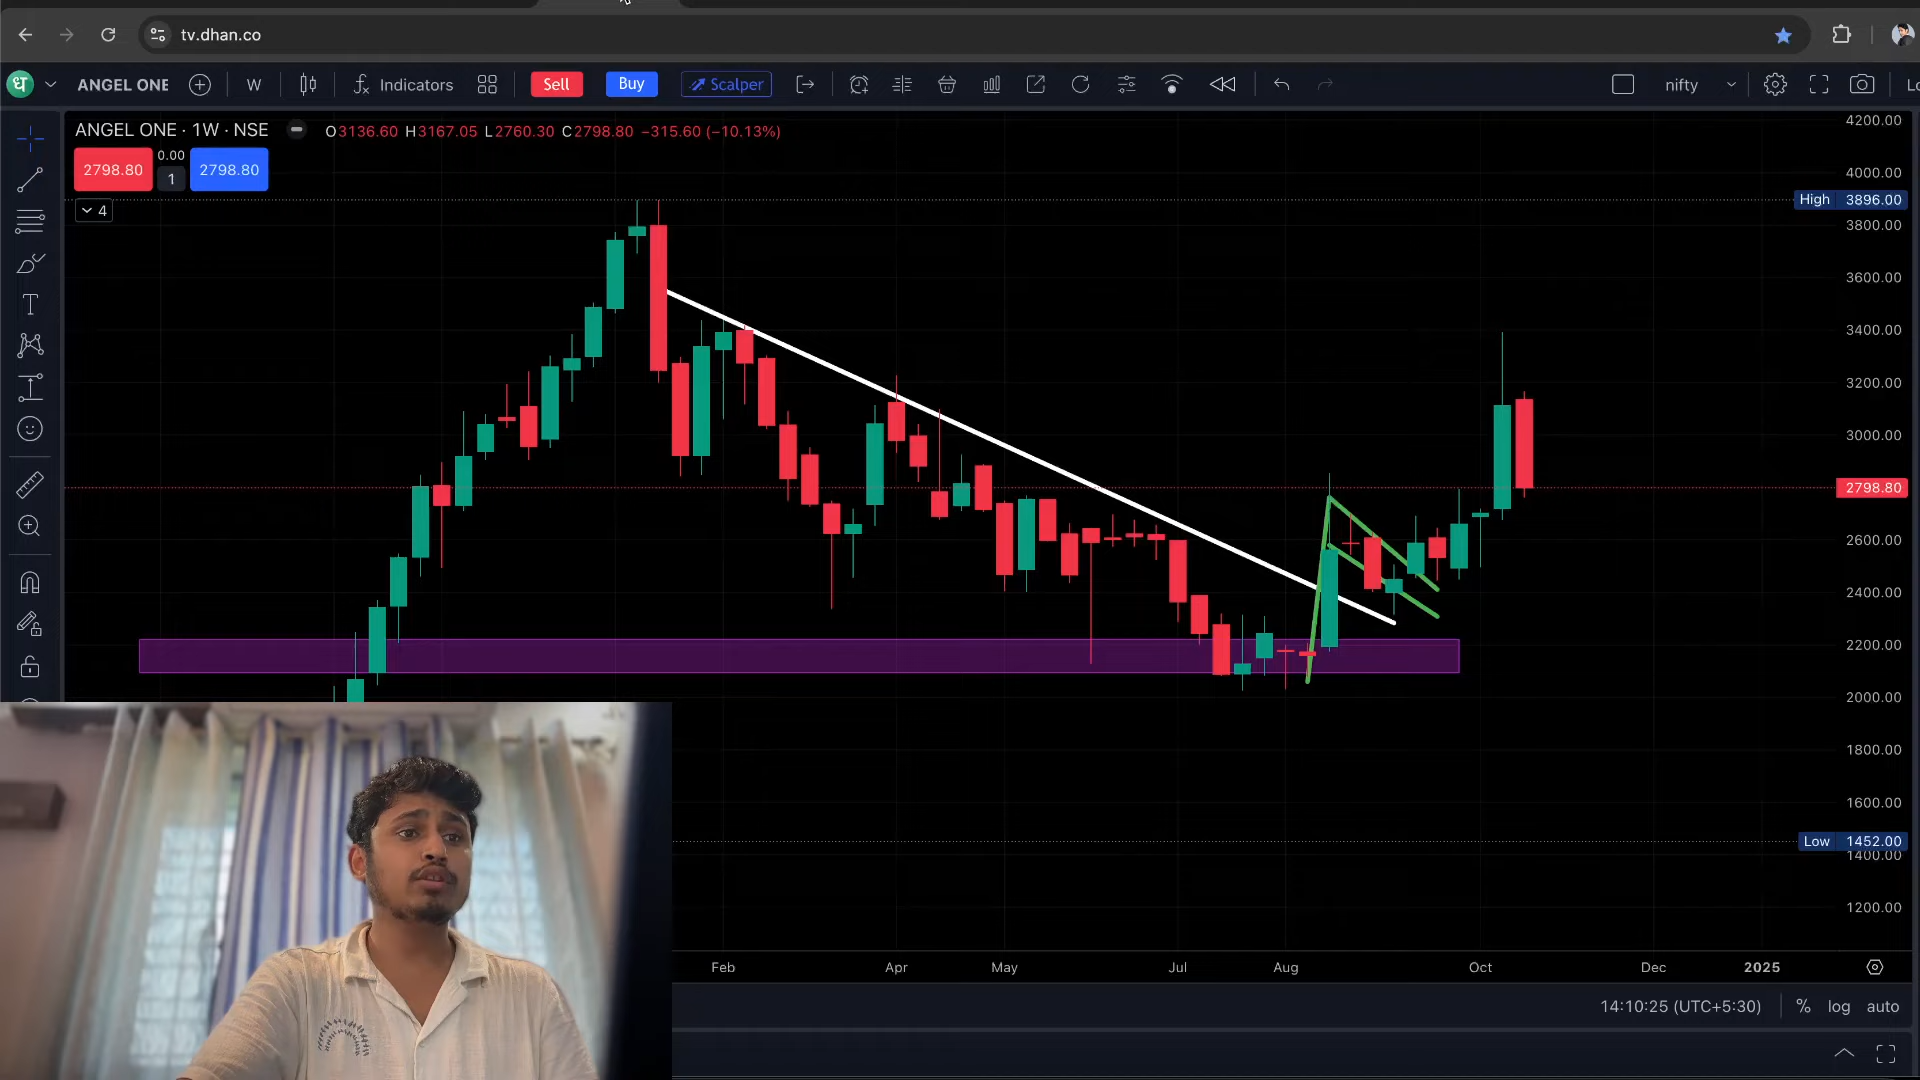 tv.dhan.co
ध ANGEL ONE W Indicators Sell Buy Scalper nifty Lo
ANGEL ONE · 1W · NSE O3136.60 H3167.05 L2760.30 C2798.80 −315.60 (−10.13%)
2798.80 0.00 1 2798.80
4
4200.00
4000.00
High 3896.00
3800.00
3600.00
3400.00
3200.00
3000.00
2798.80
2600.00
2400.00
2200.00
2000.00
1800.00
1600.00
Low 1452.00
1400.00
1200.00
Feb Apr May Jul Aug Oct Dec 2025
14:10:25 (UTC+5:30) % log auto